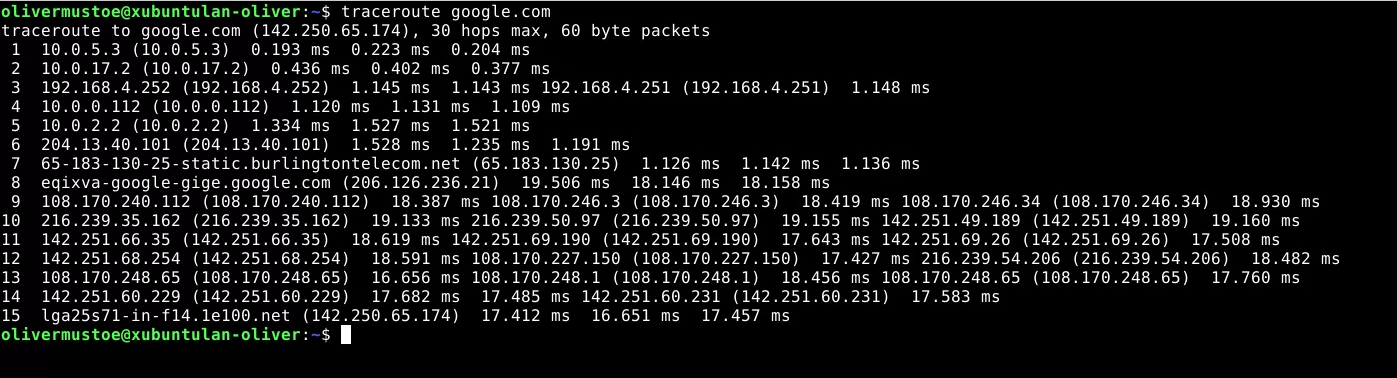 olivermustoe@xubuntulan-oliver:~$ traceroute google.com
traceroute to google.com (142.250.65.174), 30 hops max, 60 byte packets
 1  10.0.5.3 (10.0.5.3)  0.193 ms  0.223 ms  0.204 ms
 2  10.0.17.2 (10.0.17.2)  0.436 ms  0.402 ms  0.377 ms
 3  192.168.4.252 (192.168.4.252)  1.145 ms  1.143 ms 192.168.4.251 (192.168.4.251)  1.148 ms
 4  10.0.0.112 (10.0.0.112)  1.120 ms  1.131 ms  1.109 ms
 5  10.0.2.2 (10.0.2.2)  1.334 ms  1.527 ms  1.521 ms
 6  204.13.40.101 (204.13.40.101)  1.528 ms  1.235 ms  1.191 ms
 7  65-183-130-25-static.burlingtontelecom.net (65.183.130.25)  1.126 ms  1.142 ms  1.136 ms
 8  eqixva-google-gige.google.com (206.126.236.21)  19.506 ms  18.146 ms  18.158 ms
 9  108.170.240.112 (108.170.240.112)  18.387 ms 108.170.246.3 (108.170.246.3)  18.419 ms 108.170.246.34 (108.170.246.34)  18.930 ms
10  216.239.35.162 (216.239.35.162)  19.133 ms 216.239.50.97 (216.239.50.97)  19.155 ms 142.251.49.189 (142.251.49.189)  19.160 ms
11  142.251.66.35 (142.251.66.35)  18.619 ms 142.251.69.190 (142.251.69.190)  17.643 ms 142.251.69.26 (142.251.69.26)  17.508 ms
12  142.251.68.254 (142.251.68.254)  18.591 ms 108.170.227.150 (108.170.227.150)  17.427 ms 216.239.54.206 (216.239.54.206)  18.482 ms
13  108.170.248.65 (108.170.248.65)  16.656 ms 108.170.248.1 (108.170.248.1)  18.456 ms 108.170.248.65 (108.170.248.65)  17.760 ms
14  142.251.60.229 (142.251.60.229)  17.682 ms  17.485 ms 142.251.60.231 (142.251.60.231)  17.583 ms
15  lga25s71-in-f14.1e100.net (142.250.65.174)  17.412 ms  16.651 ms  17.457 ms
olivermustoe@xubuntulan-oliver:~$